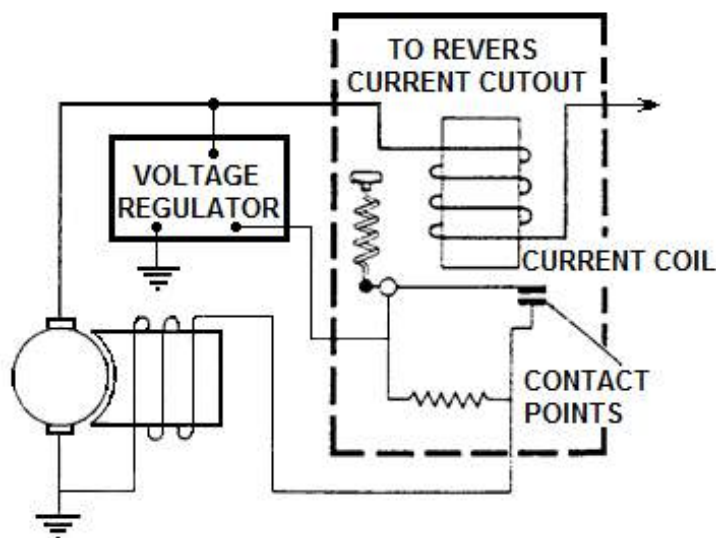 TO REVERS
CURRENT CUTOUT
VOLTAGE
REGULATOR
CURRENT COIL
CONTACT
POINTS